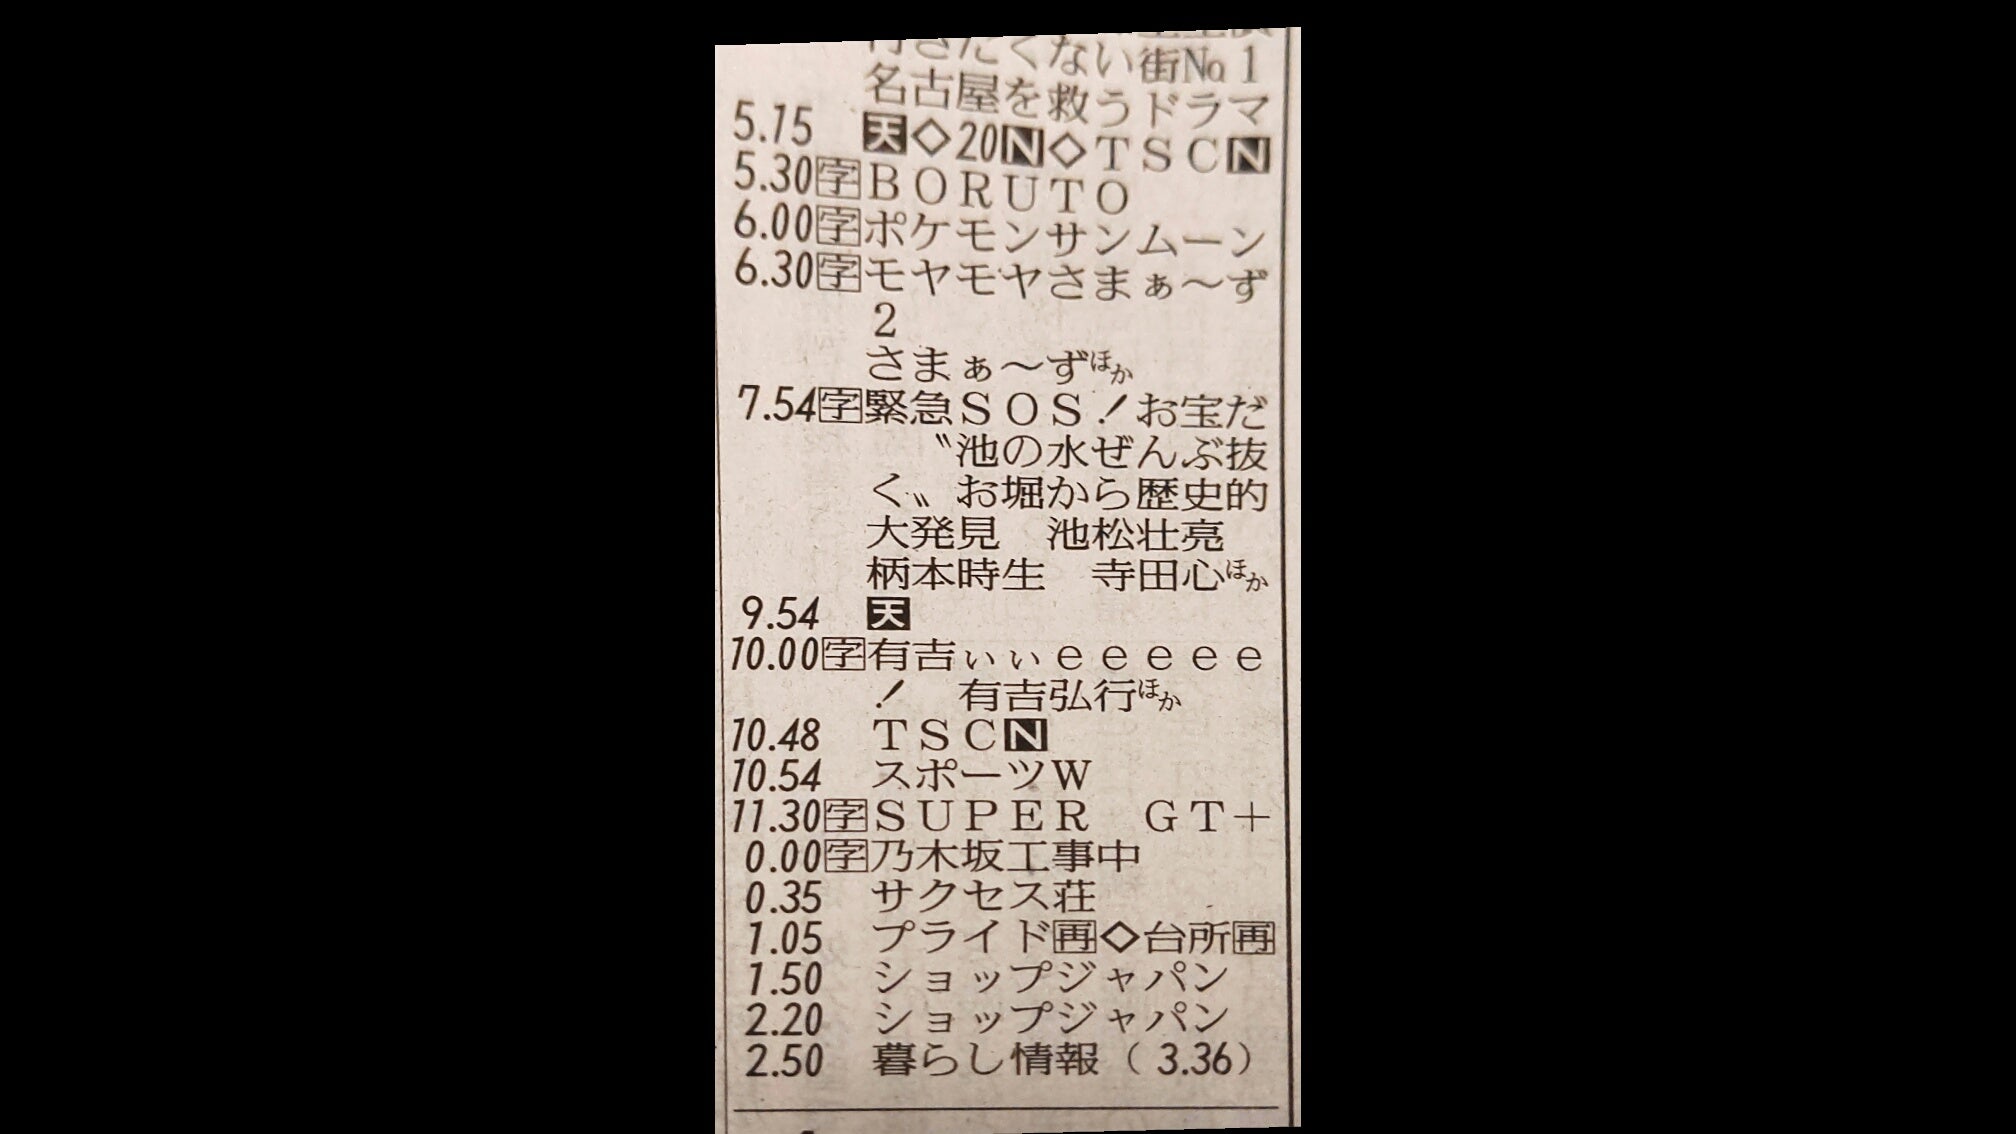 行きたくない街No.1
名古屋を救うドラマ
5.15 天◇20N◇TSCN
5.30字BORUTO
6.00字ポケモンサンムーン
6.30字モヤモヤさまぁ〜ず
2
さまぁ〜ずほか
7.54字緊急SOS!お宝だ
〝池の水ぜんぶ抜
く〟お堀から歴史的
大発見 池松壮亮
柄本時生 寺田心ほか
9.54 天
10.00字有吉ぃぃeeeee
! 有吉弘行ほか
10.48 TSCN
10.54 スポーツW
11.30字SUPER GT+
0.00字乃木坂工事中
0.35 サクセス荘
1.05 プライド再◇台所再
1.50 ショップジャパン
2.20 ショップジャパン
2.50 暮らし情報(3.36)